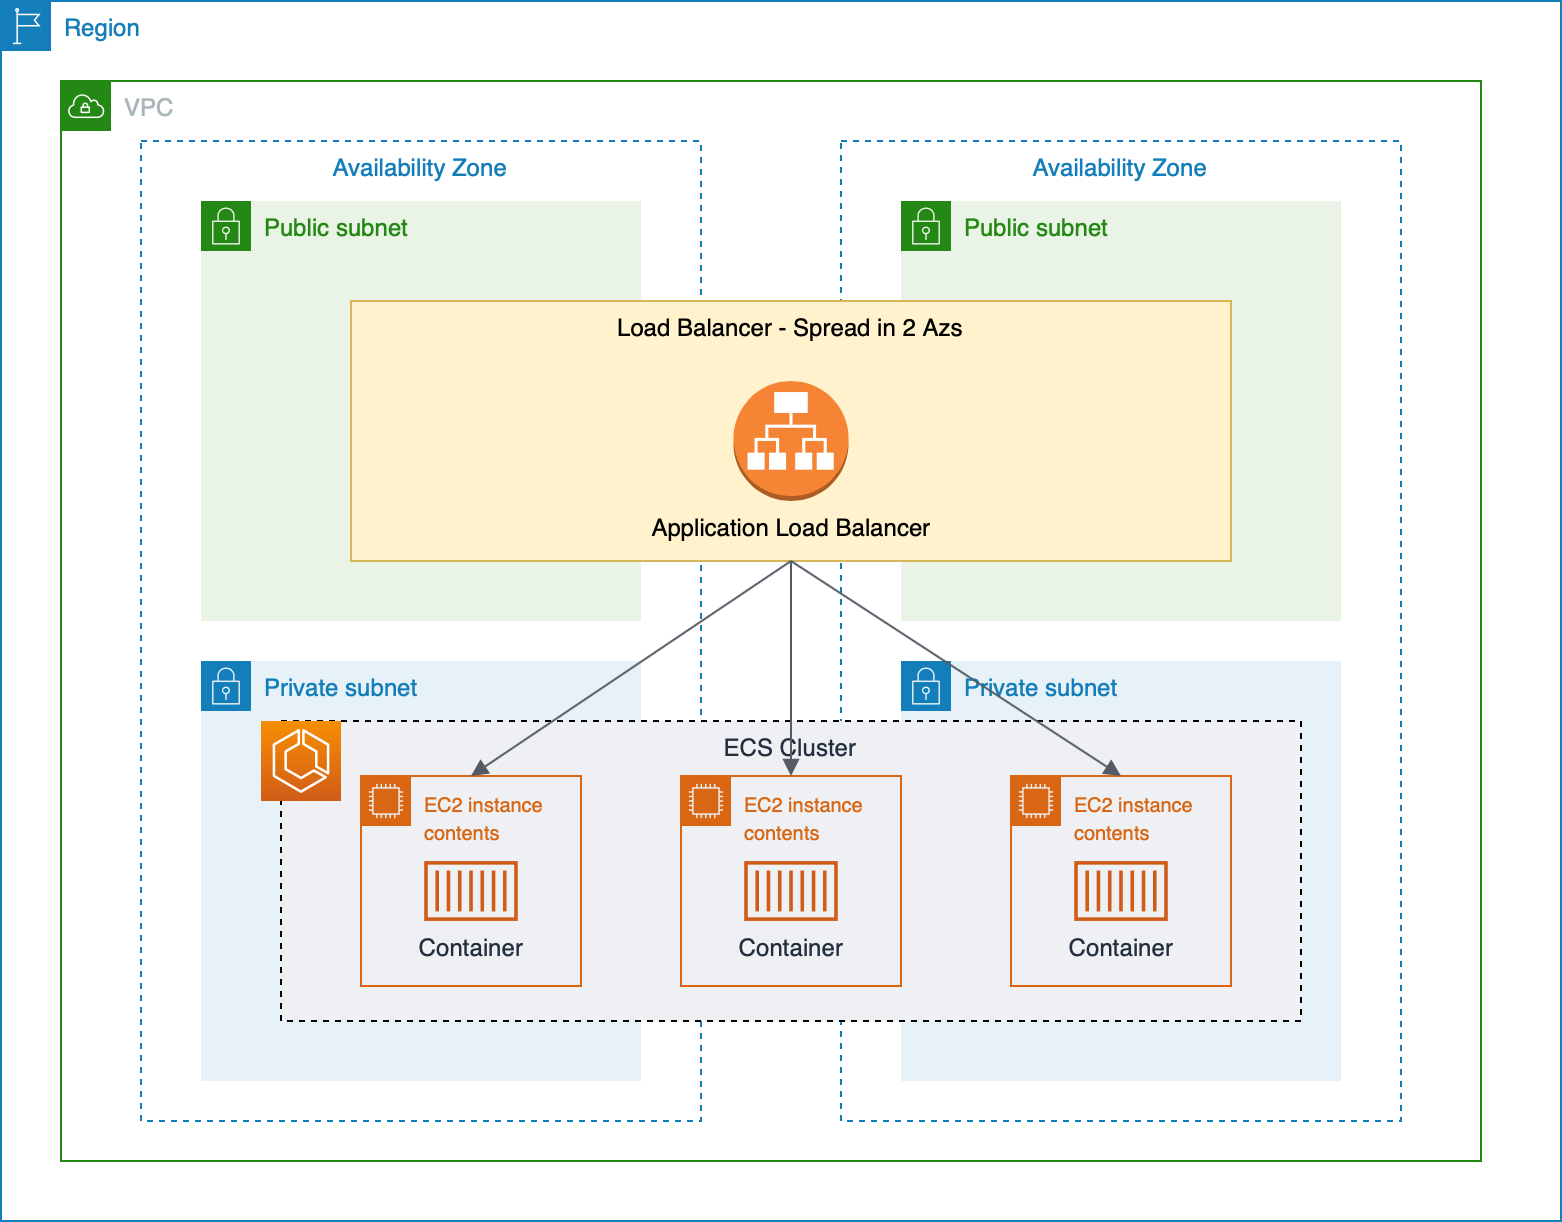 Region
VPC
Availability Zone
Availability Zone
Public subnet
Public subnet
Load Balancer - Spread in 2 Azs
Application Load Balancer
Private subnet
Private subnet
ECS Cluster
EC2 instance
contents
Container
EC2 instance
contents
Container
EC2 instance
contents
Container